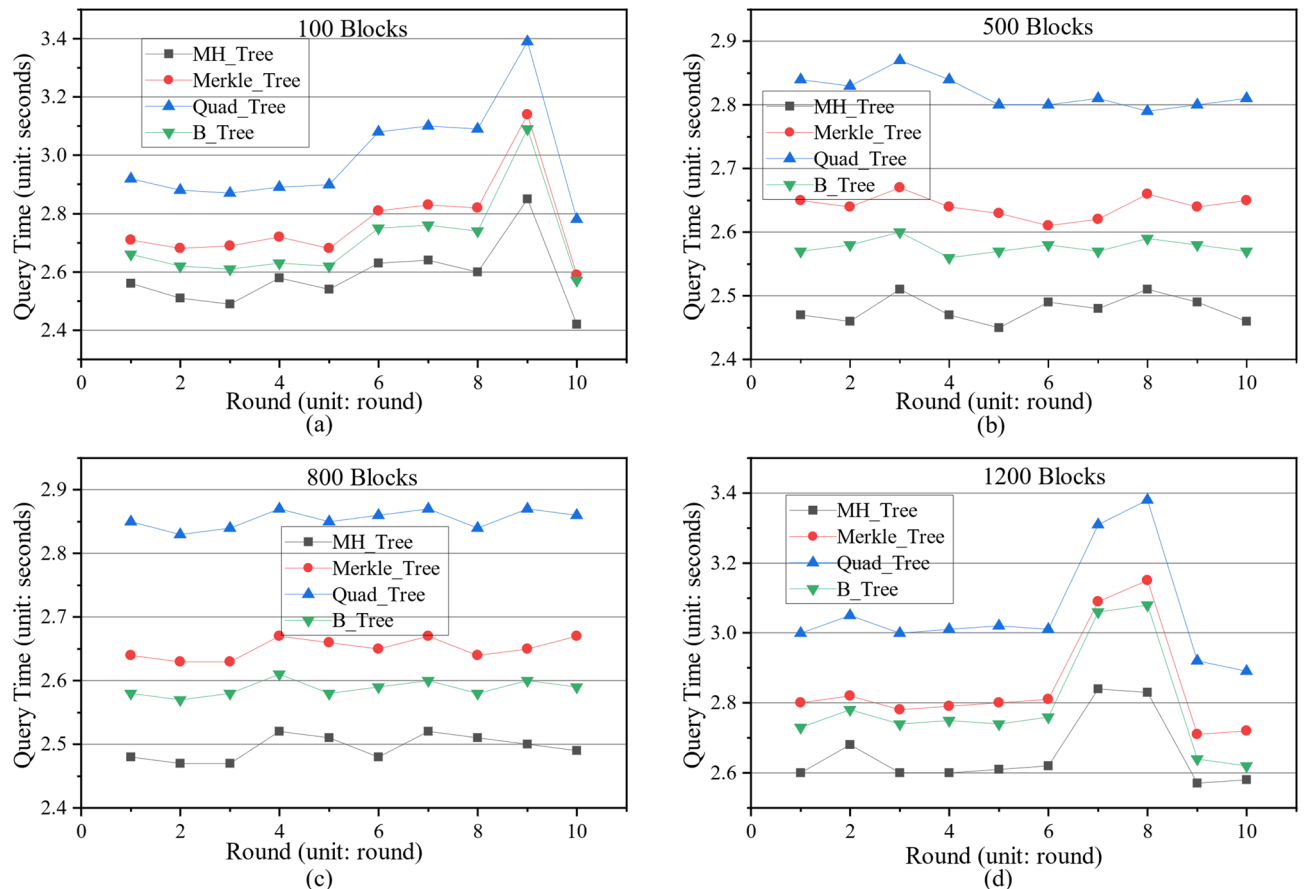 100 Blocks
MH_Tree
Merkle_Tree
Quad_Tree
B_Tree
Query Time (unit: seconds)
3.4
3.2
3.0
2.8
2.6
2.4
0 2 4 6 8 10
Round (unit: round)
(a)
500 Blocks
MH_Tree
Merkle_Tree
Quad_Tree
B_Tree
Query Time (unit: seconds)
2.9
2.8
2.7
2.6
2.5
2.4
0 2 4 6 8 10
Round (unit: round)
(b)
800 Blocks
MH_Tree
Merkle_Tree
Quad_Tree
B_Tree
Query Time (unit: seconds)
2.9
2.8
2.7
2.6
2.5
2.4
0 2 4 6 8 10
Round (unit: round)
(c)
1200 Blocks
MH_Tree
Merkle_Tree
Quad_Tree
B_Tree
Query Time (unit: seconds)
3.4
3.2
3.0
2.8
2.6
0 2 4 6 8 10
Round (unit: round)
(d)